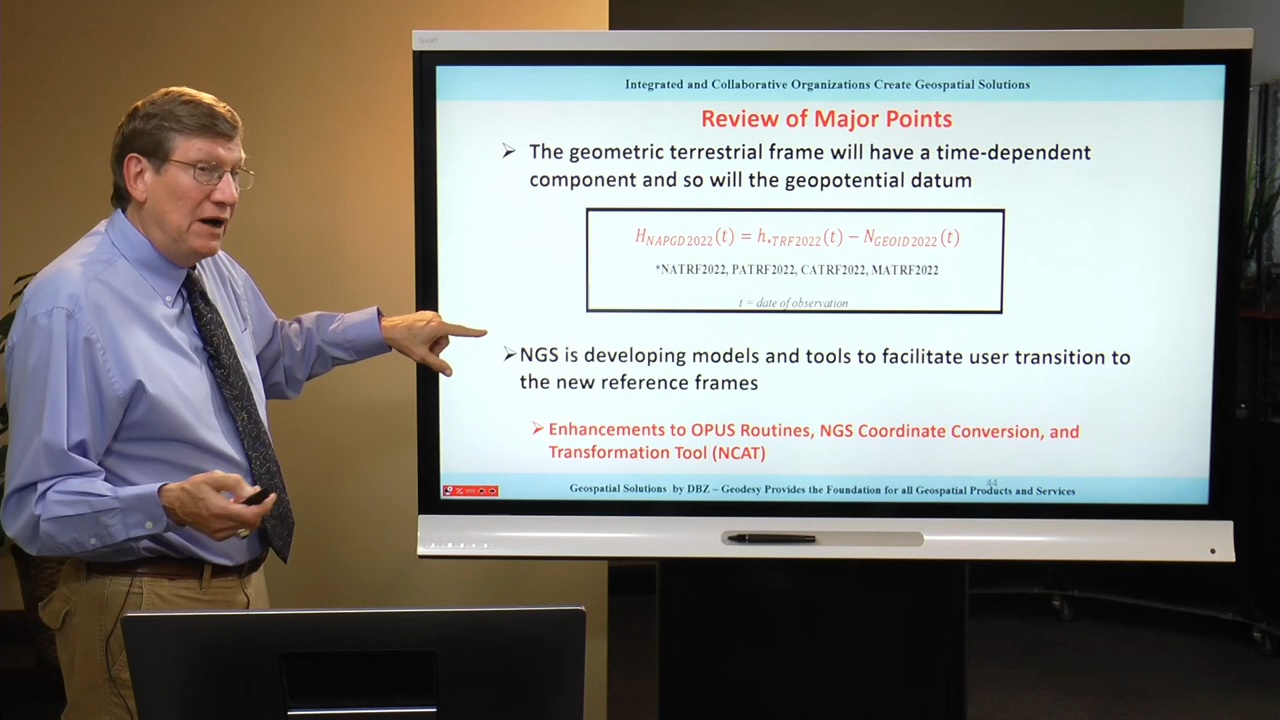 SMART
Integrated and Collaborative Organizations Create Geospatial Solutions
Review of Major Points
➢ The geometric terrestrial frame will have a time-dependent
component and so will the geopotential datum
H_NAPGD2022(t) = h_*TRF2022(t) − N_GEOID2022(t)
*NATRF2022, PATRF2022, CATRF2022, MATRF2022
t = date of observation
➢NGS is developing models and tools to facilitate user transition to
the new reference frames
➢ Enhancements to OPUS Routines, NGS Coordinate Conversion, and
Transformation Tool (NCAT)
44
Geospatial Solutions by DBZ – Geodesy Provides the Foundation for all Geospatial Products and Services